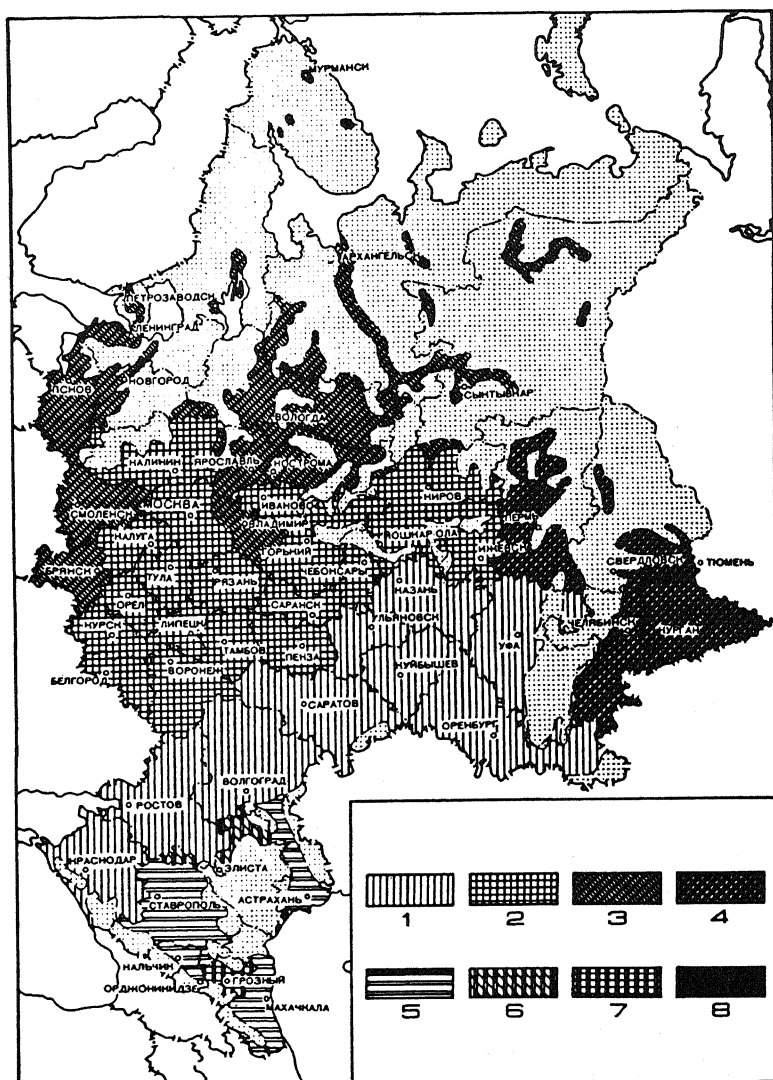 МУРМАНСК
АРХАНГЕЛЬСК
ПЕТРОЗАВОДСК
ЛЕНИНГРАД
ПСКОВ
НОВГОРОД
СЫКТЫВКАР
ВОЛОГДА
КАЛИНИН
ЯРОСЛАВЛЬ
КОСТРОМА
КИРОВ
ИВАНОВО
СМОЛЕНСК
МОСКВА
ВЛАДИМИР
ПЕРМЬ
КАЛУГА
ГОРЬКИЙ
ЙОШКАР ОЛА
ИЖЕВСК
СВЕРДЛОВСК
ТЮМЕНЬ
БРЯНСК
ТУЛА
РЯЗАНЬ
ЧЕБОКСАРЫ
КАЗАНЬ
ОРЕЛ
САРАНСК
УЛЬЯНОВСК
ЧЕЛЯБИНСК
КУРГАН
КУРСК
ЛИПЕЦК
ТАМБОВ
ПЕНЗА
УФА
БЕЛГОРОД
ВОРОНЕЖ
КУЙБЫШЕВ
САРАТОВ
ОРЕНБУРГ
ВОЛГОГРАД
РОСТОВ
КРАСНОДАР
ЭЛИСТА
СТАВРОПОЛЬ
АСТРАХАНЬ
НАЛЬЧИК
ОРДЖОНИКИДЗЕ
ГРОЗНЫЙ
МАХАЧКАЛА
1 2 3 4
5 6 7 8